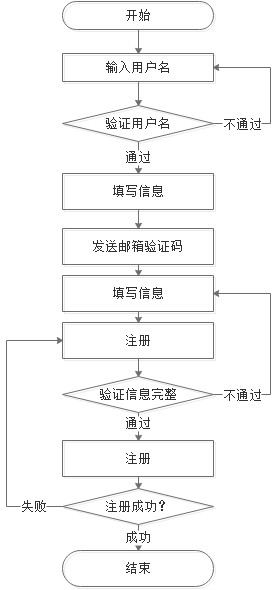 开始
输入用户名
验证用户名
不通过
通过
填写信息
发送邮箱验证码
填写信息
注册
验证信息完整
不通过
通过
注册
失败
注册成功？
成功
结束